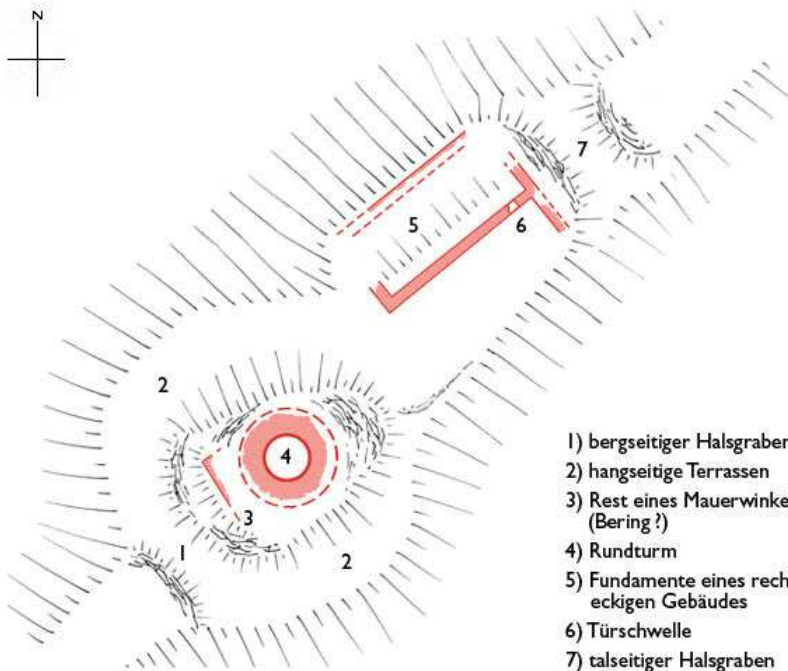 N
7
5
6
2
4
3
1
2
1) bergseitiger Halsgraben
2) hangseitige Terrassen
3) Rest eines Mauerwinke
(Bering ?)
4) Rundturm
5) Fundamente eines rech
eckigen Gebäudes
6) Türschwelle
7) talseitiger Halsgraben